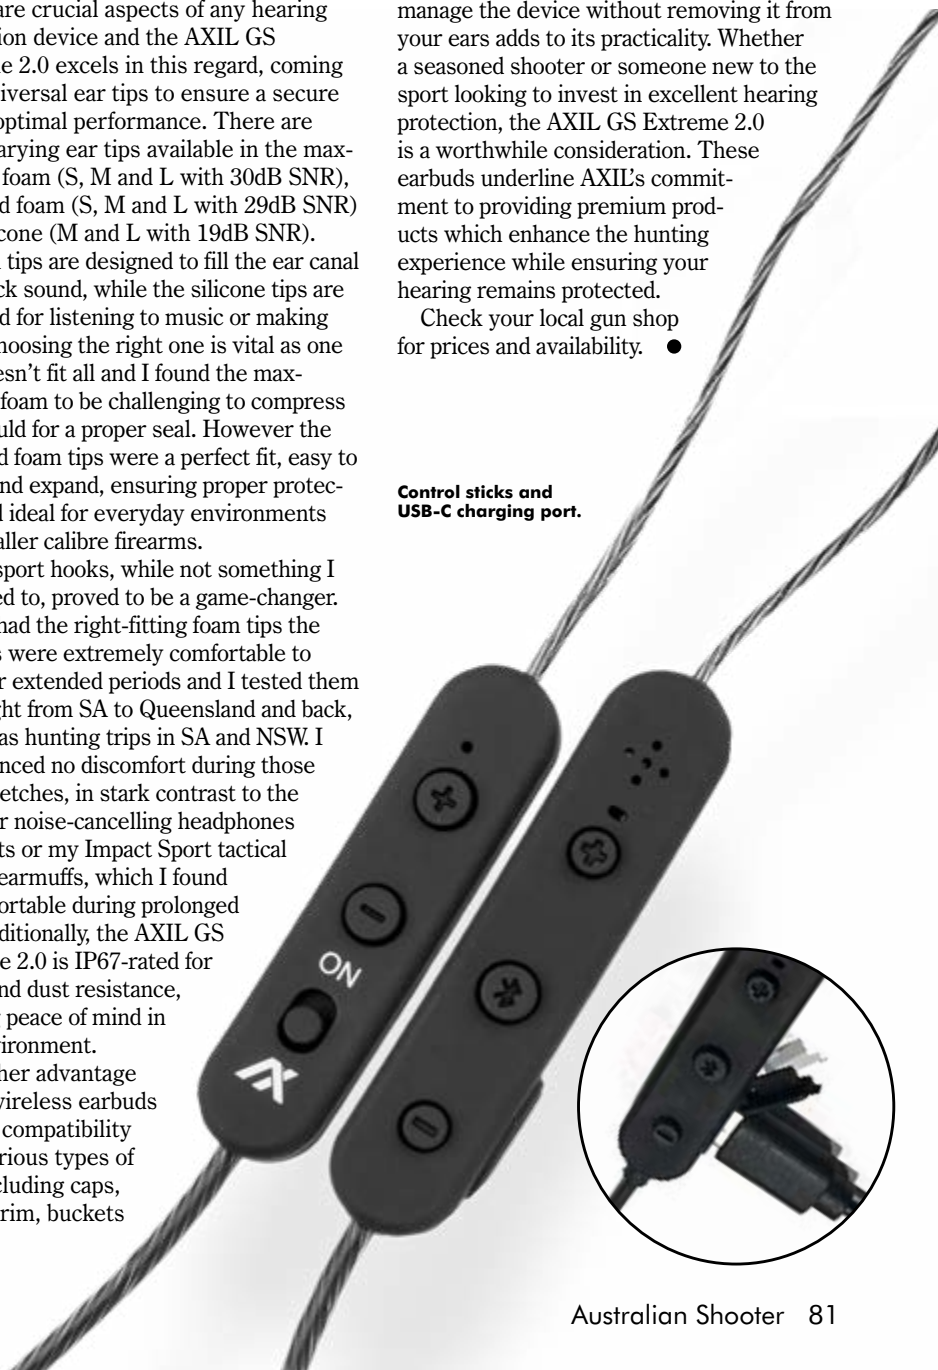 are crucial aspects of any hearing
ion device and the AXIL GS
e 2.0 excels in this regard, coming
iversal ear tips to ensure a secure
optimal performance. There are
arying ear tips available in the max-
foam (S, M and L with 30dB SNR),
d foam (S, M and L with 29dB SNR)
cone (M and L with 19dB SNR).
tips are designed to fill the ear canal
ck sound, while the silicone tips are
d for listening to music or making
hoosing the right one is vital as one
esn’t fit all and I found the max-
foam to be challenging to compress
uld for a proper seal. However the
d foam tips were a perfect fit, easy to
nd expand, ensuring proper protec-
l ideal for everyday environments
aller calibre firearms.
sport hooks, while not something I
ed to, proved to be a game-changer.
had the right-fitting foam tips the
s were extremely comfortable to
r extended periods and I tested them
ght from SA to Queensland and back,
as hunting trips in SA and NSW. I
nced no discomfort during those
etches, in stark contrast to the
r noise-cancelling headphones
ts or my Impact Sport tactical
earmuffs, which I found
ortable during prolonged
ditionally, the AXIL GS
e 2.0 is IP67-rated for
nd dust resistance,
g peace of mind in
vironment.
her advantage
wireless earbuds
compatibility
rious types of
cluding caps,
rim, buckets
manage the device without removing it from
your ears adds to its practicality. Whether
a seasoned shooter or someone new to the
sport looking to invest in excellent hearing
protection, the AXIL GS Extreme 2.0
is a worthwhile consideration. These
earbuds underline AXIL’s commit-
ment to providing premium prod-
ucts which enhance the hunting
experience while ensuring your
hearing remains protected.
Check your local gun shop
for prices and availability. ●
Control sticks and
USB-C charging port.
ON
Australian Shooter 81